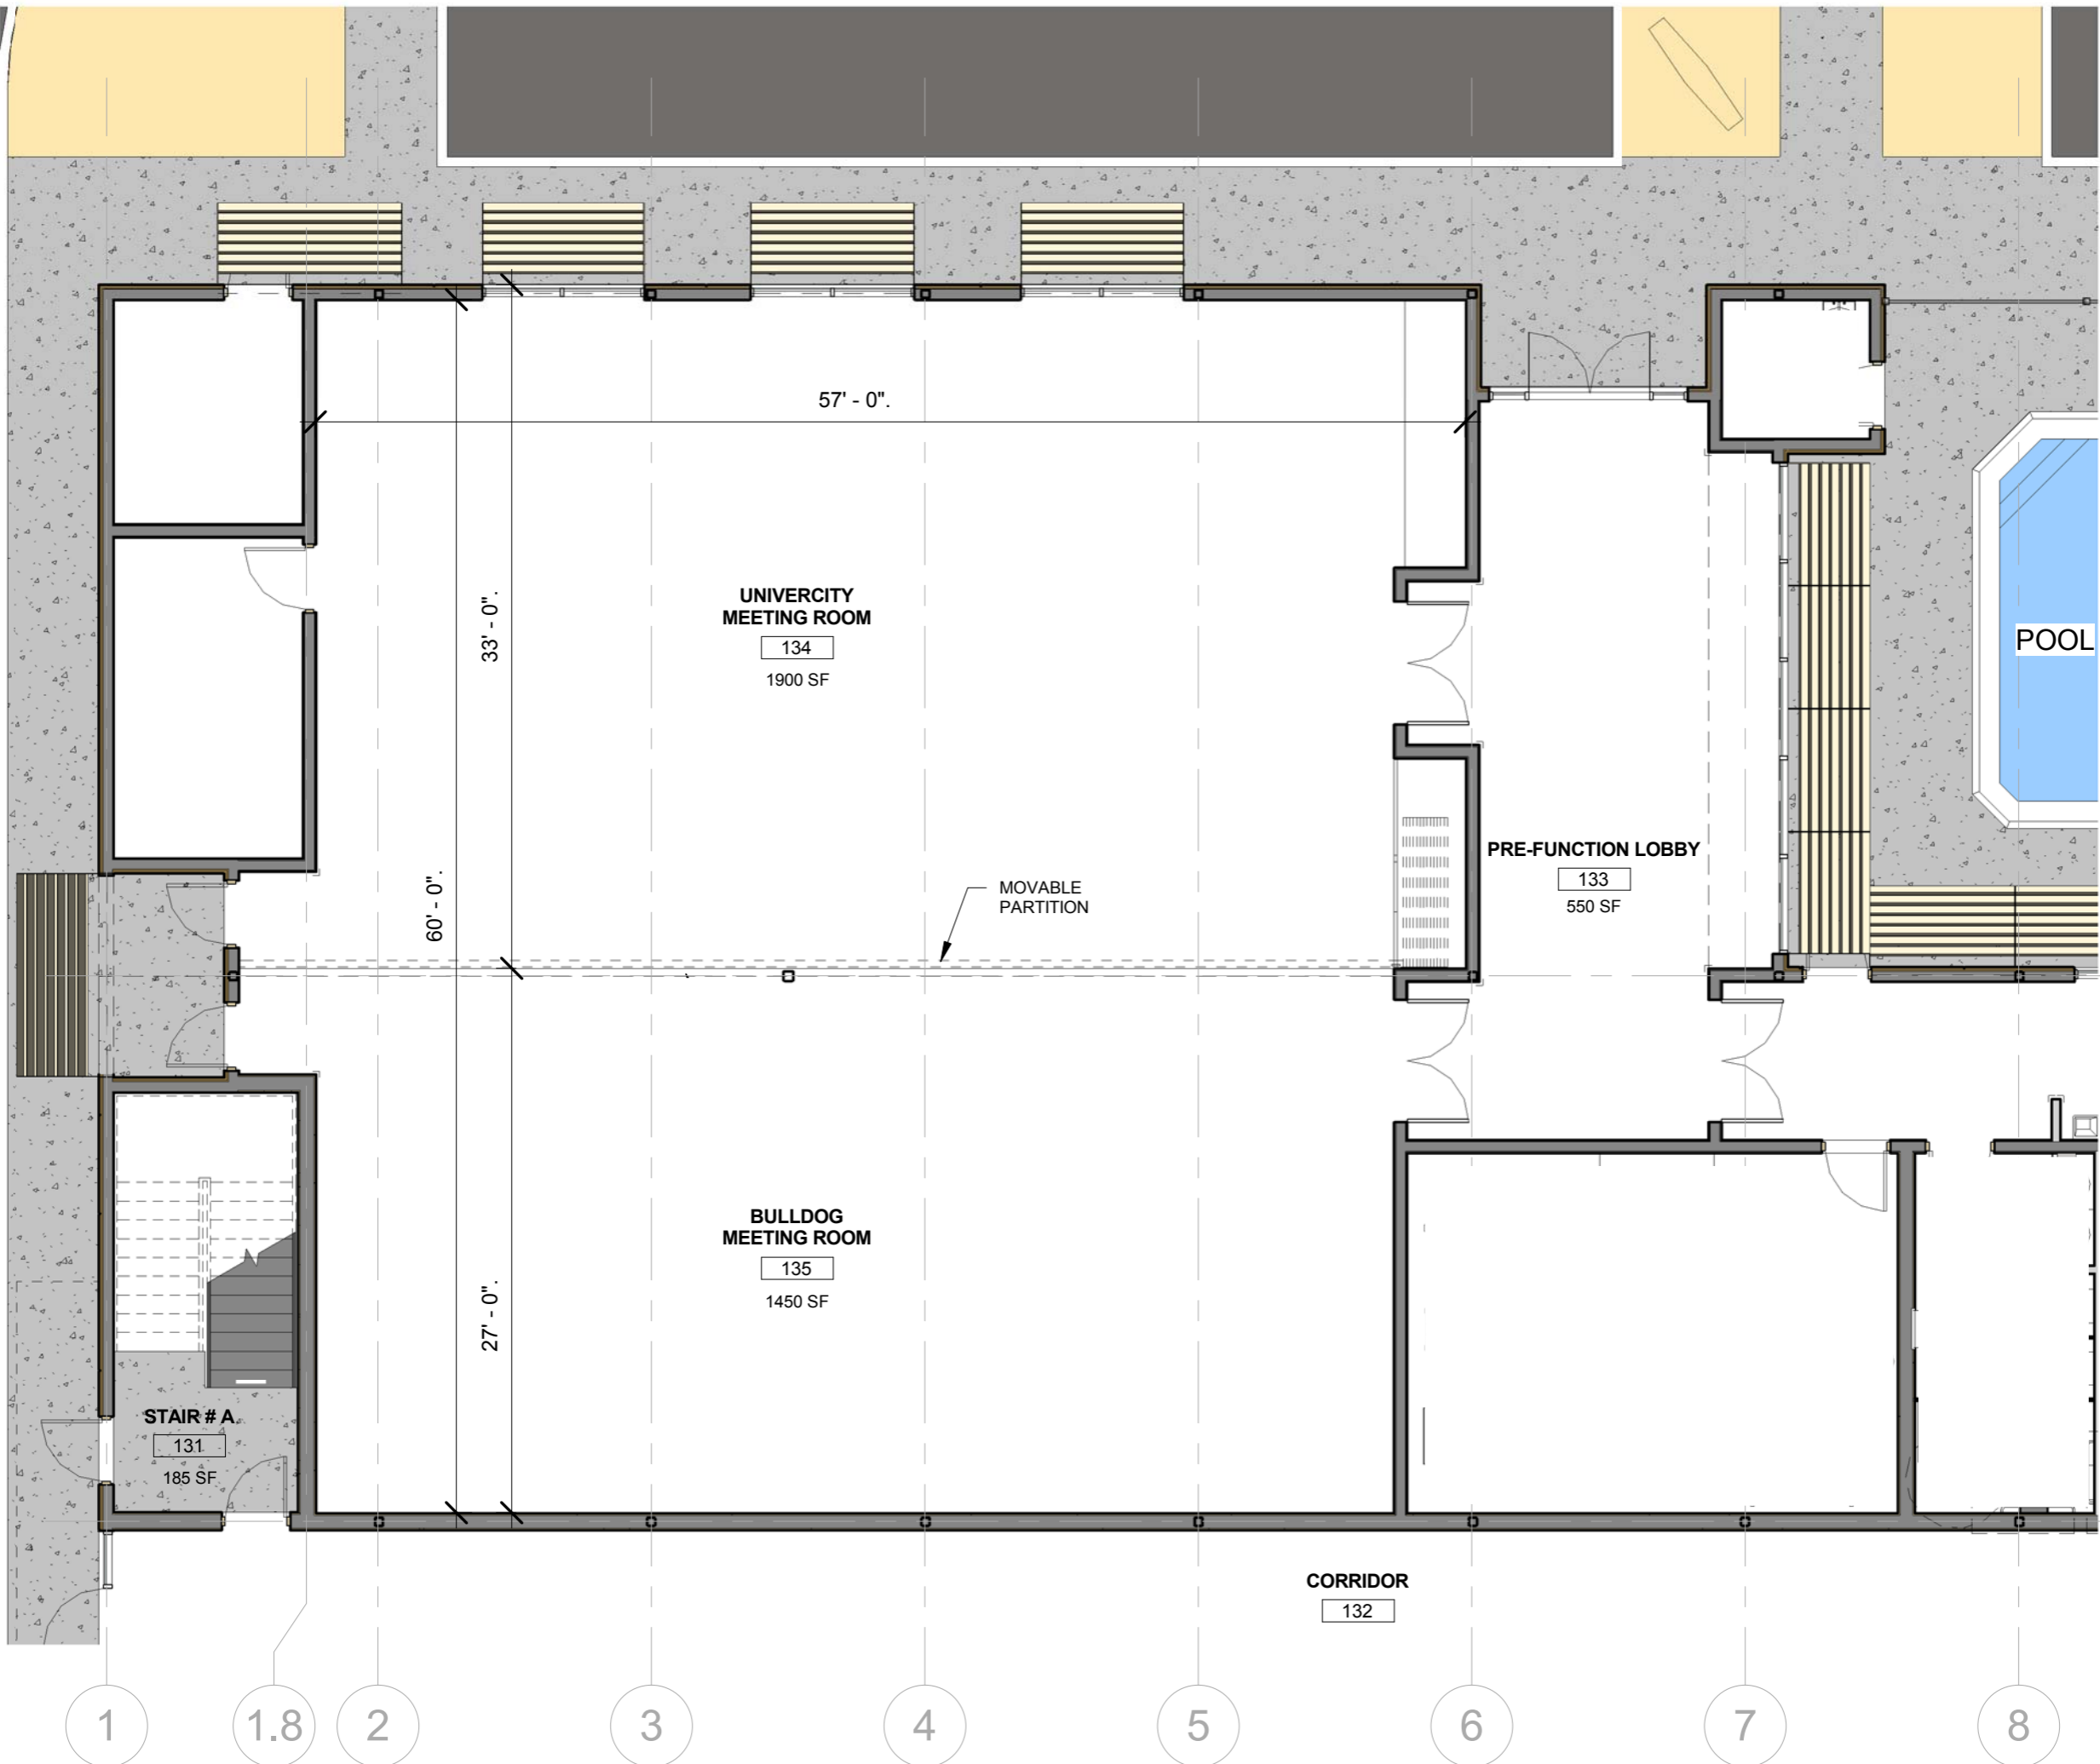 57' - 0".
33' - 0".
UNIVERCITY
MEETING ROOM
134
1900 SF
POOL
60' - 0".
MOVABLE
PARTITION
PRE-FUNCTION LOBBY
133
550 SF
27' - 0".
BULLDOG
MEETING ROOM
135
1450 SF
STAIR # A
131
185 SF
CORRIDOR
132
1
1.8
2
3
4
5
6
7
8